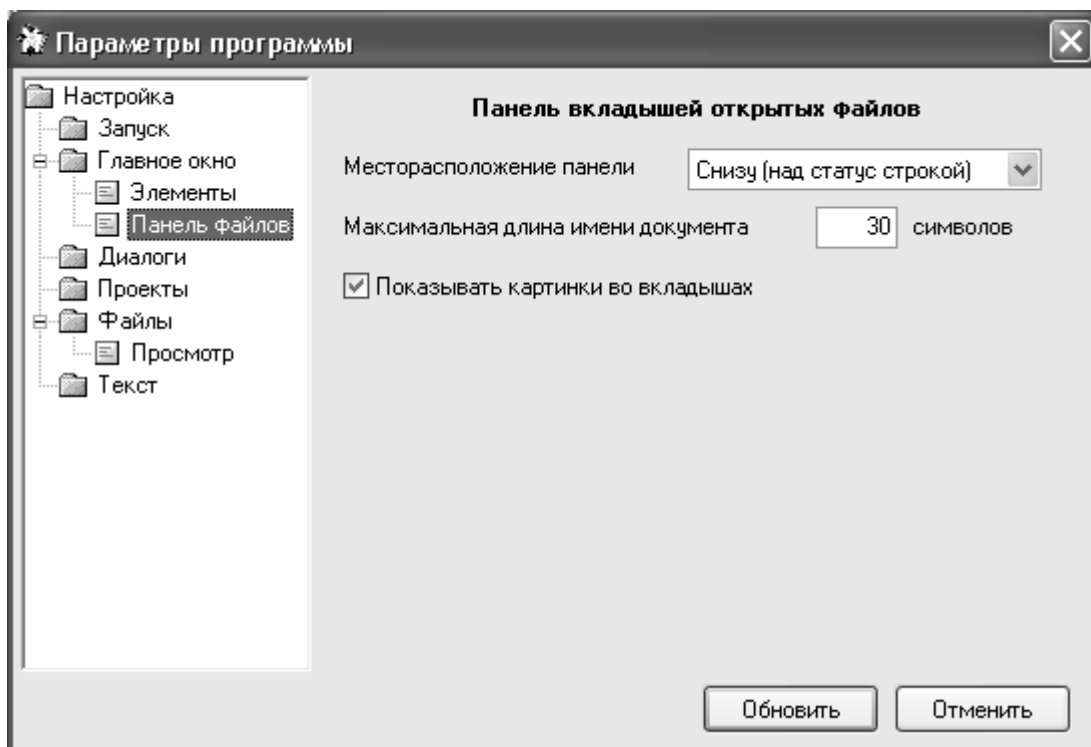 Параметры программы
Настройка
Запуск
Главное окно
Элементы
Панель файлов
Диалоги
Проекты
Файлы
Просмотр
Текст
Панель вкладышей открытых файлов
Месторасположение панели Снизу (над статус строкой)
Максимальная длина имени документа 30 символов
Показывать картинки во вкладышах
Обновить Отменить